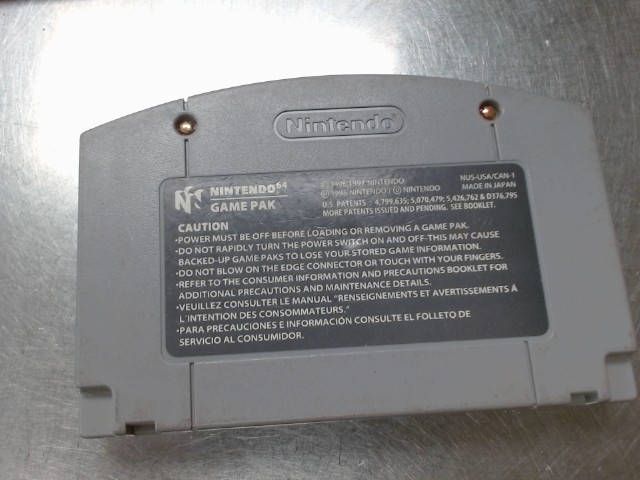 Nintendo
NINTENDO64
GAME PAK
© 1996, 1997 NINTENDO
© 1996 NINTENDO / © NINTENDO
U.S. PATENTS : 4,799,635; 5,070,479; 5,426,762 & D376,795
MORE PATENTS ISSUED AND PENDING. SEE BOOKLET.
NUS-USA/CAN-1
MADE IN JAPAN
CAUTION
•POWER MUST BE OFF BEFORE LOADING OR REMOVING A GAME PAK.
•DO NOT RAPIDLY TURN THE POWER SWITCH ON AND OFF-THIS MAY CAUSE
BACKED-UP GAME PAKS TO LOSE YOUR STORED GAME INFORMATION.
•DO NOT BLOW ON THE EDGE CONNECTOR OR TOUCH WITH YOUR FINGERS.
•REFER TO THE CONSUMER INFORMATION AND PRECAUTIONS BOOKLET FOR
ADDITIONAL PRECAUTIONS AND MAINTENANCE DETAILS.
•VEUILLEZ CONSULTER LE MANUAL "RENSEIGNEMENTS ET AVERTISSEMENTS À
L'INTENTION DES CONSOMMATEURS."
•PARA PRECAUCIONES E INFORMACIÓN CONSULTE EL FOLLETO DE
SERVICIO AL CONSUMIDOR.